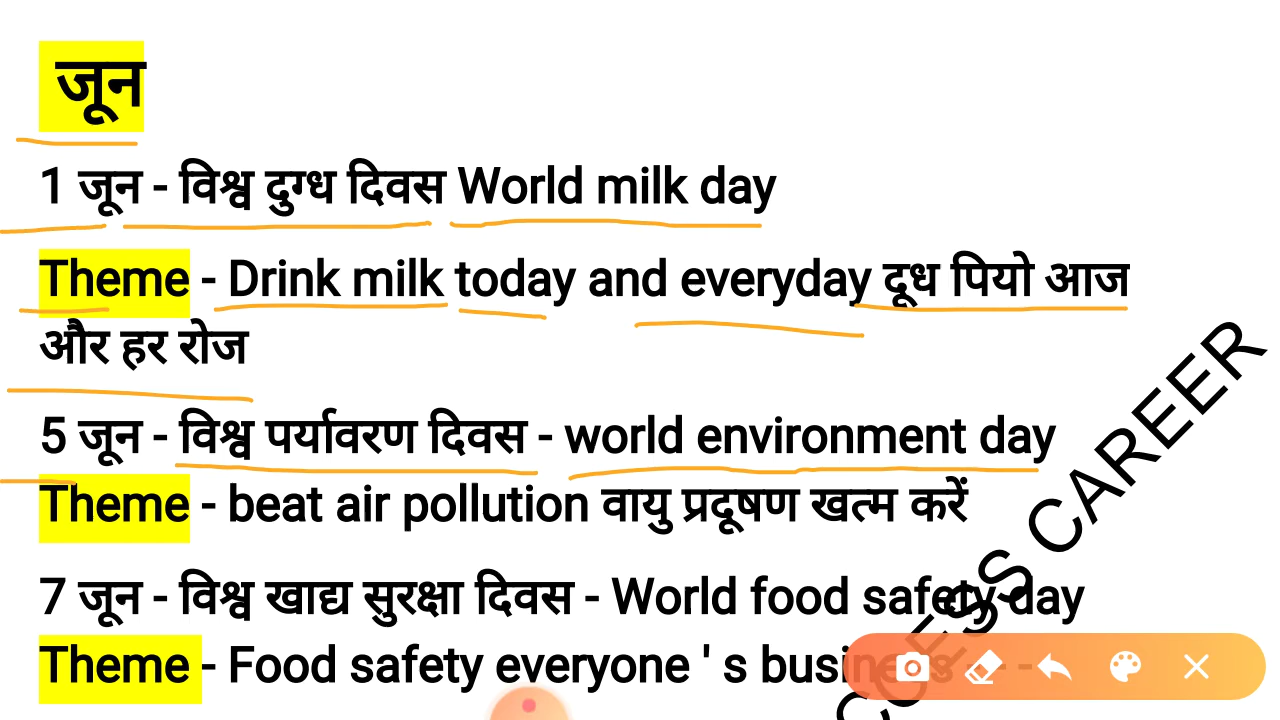 जून
1 जून - विश्व दुग्ध दिवस World milk day
Theme - Drink milk today and everyday दूध पियो आज
और हर रोज
5 जून - विश्व पर्यावरण दिवस - world environment day
Theme - beat air pollution वायु प्रदूषण खत्म करें
7 जून - विश्व खाद्य सुरक्षा दिवस - World food safety day
Theme - Food safety everyone ' s business
CAREER